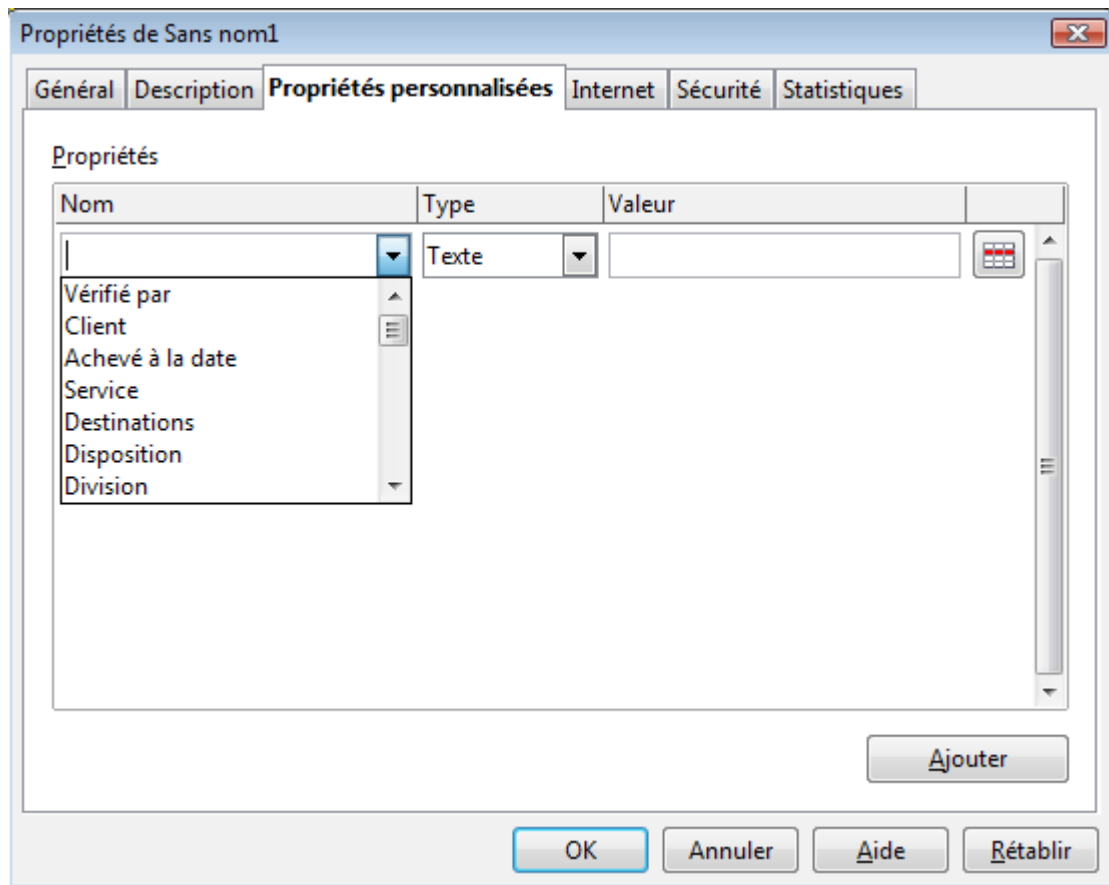 Propriétés de Sans nom1
Général Description Propriétés personnalisées Internet Sécurité Statistiques
Propriétés
Nom Type Valeur
Texte
Vérifié par
Client
Achevé à la date
Service
Destinations
Disposition
Division
Ajouter
OK Annuler Aide Rétablir